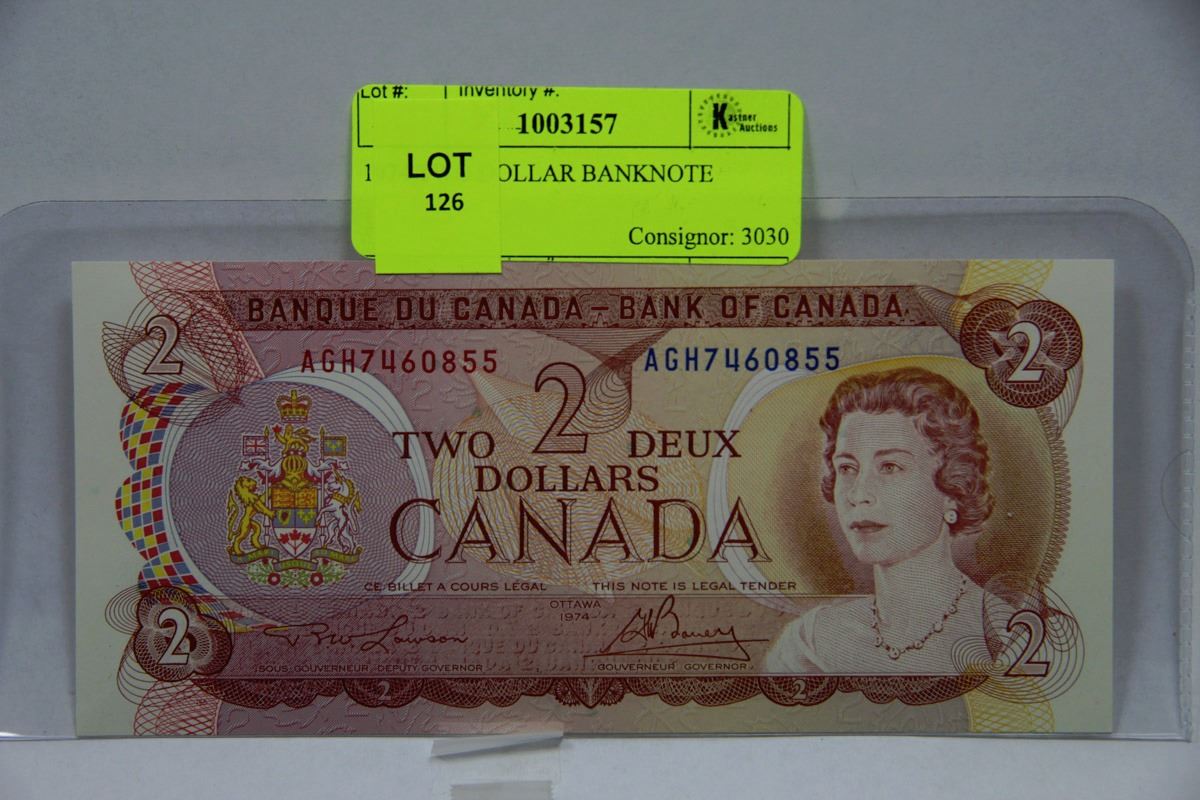 Lot #: Inventory #:
1003157
Kastner Auctions
LOT
126
OLLAR BANKNOTE
Consignor: 3030
BANQUE DU CANADA – BANK OF CANADA
2 2
AGH7460855 AGH7460855
2
TWO DEUX
DOLLARS
CANADA
CE BILLET A COURS LÉGAL THIS NOTE IS LEGAL TENDER
OTTAWA
1974
2 2
R.W. Lawson
SOUS-GOUVERNEUR DEPUTY GOVERNOR GOUVERNEUR GOVERNOR
2 2